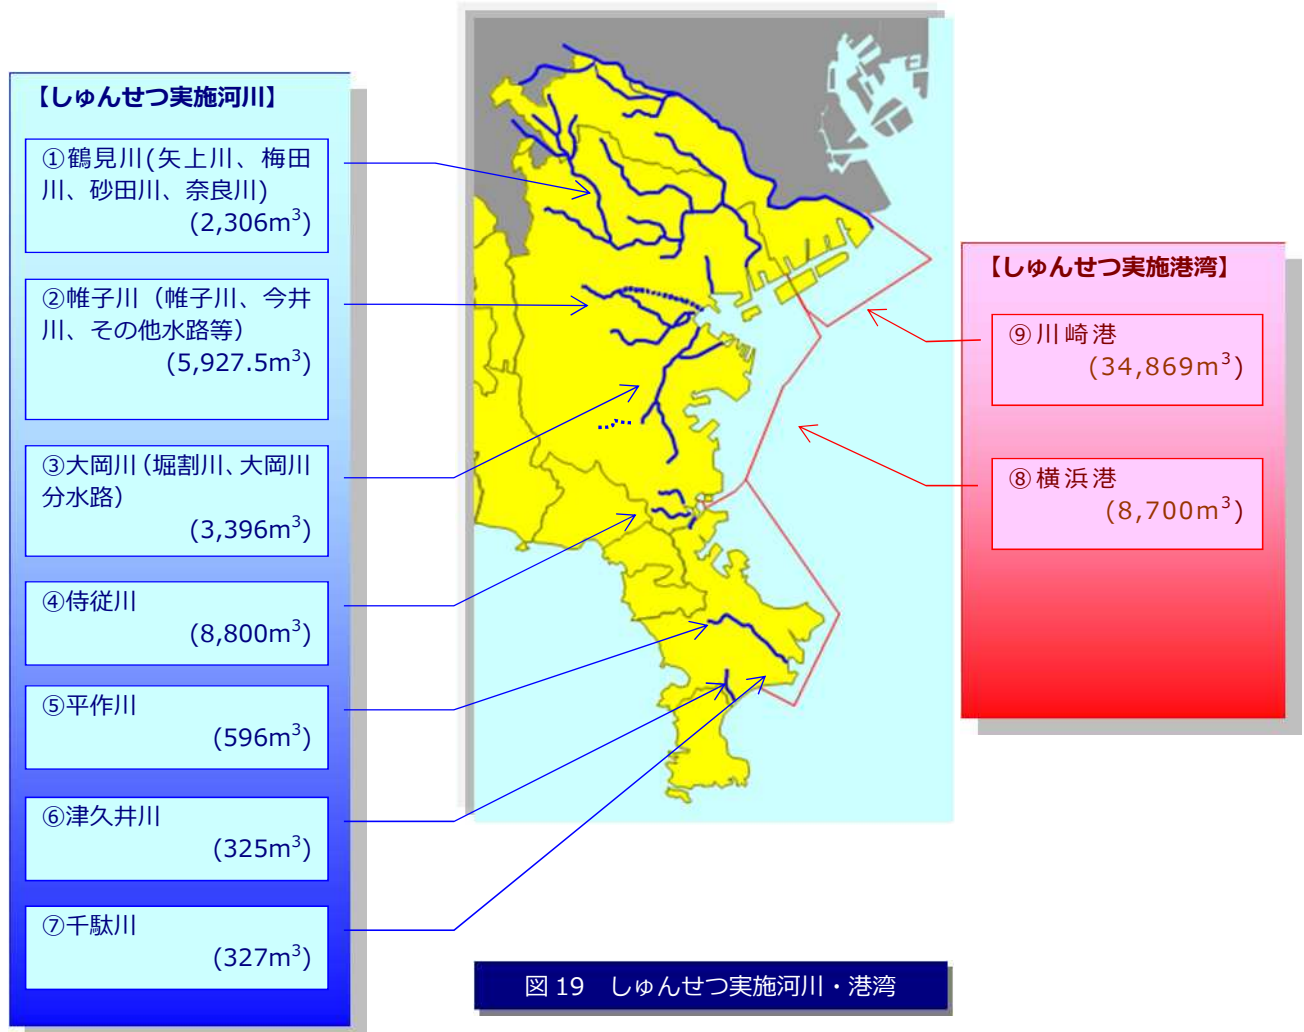 【しゅんせつ実施河川】
①鶴見川(矢上川、梅田
川、砂田川、奈良川)
(2,306m³)
②帷子川（帷子川、今井
川、その他水路等）
(5,927.5m³)
③大岡川（堀割川、大岡川
分水路）
(3,396m³)
④侍従川
(8,800m³)
⑤平作川
(596m³)
⑥津久井川
(325m³)
⑦千駄川
(327m³)
【しゅんせつ実施港湾】
⑨川崎港
(34,869m³)
⑧横浜港
(8,700m³)
図 19　しゅんせつ実施河川・港湾